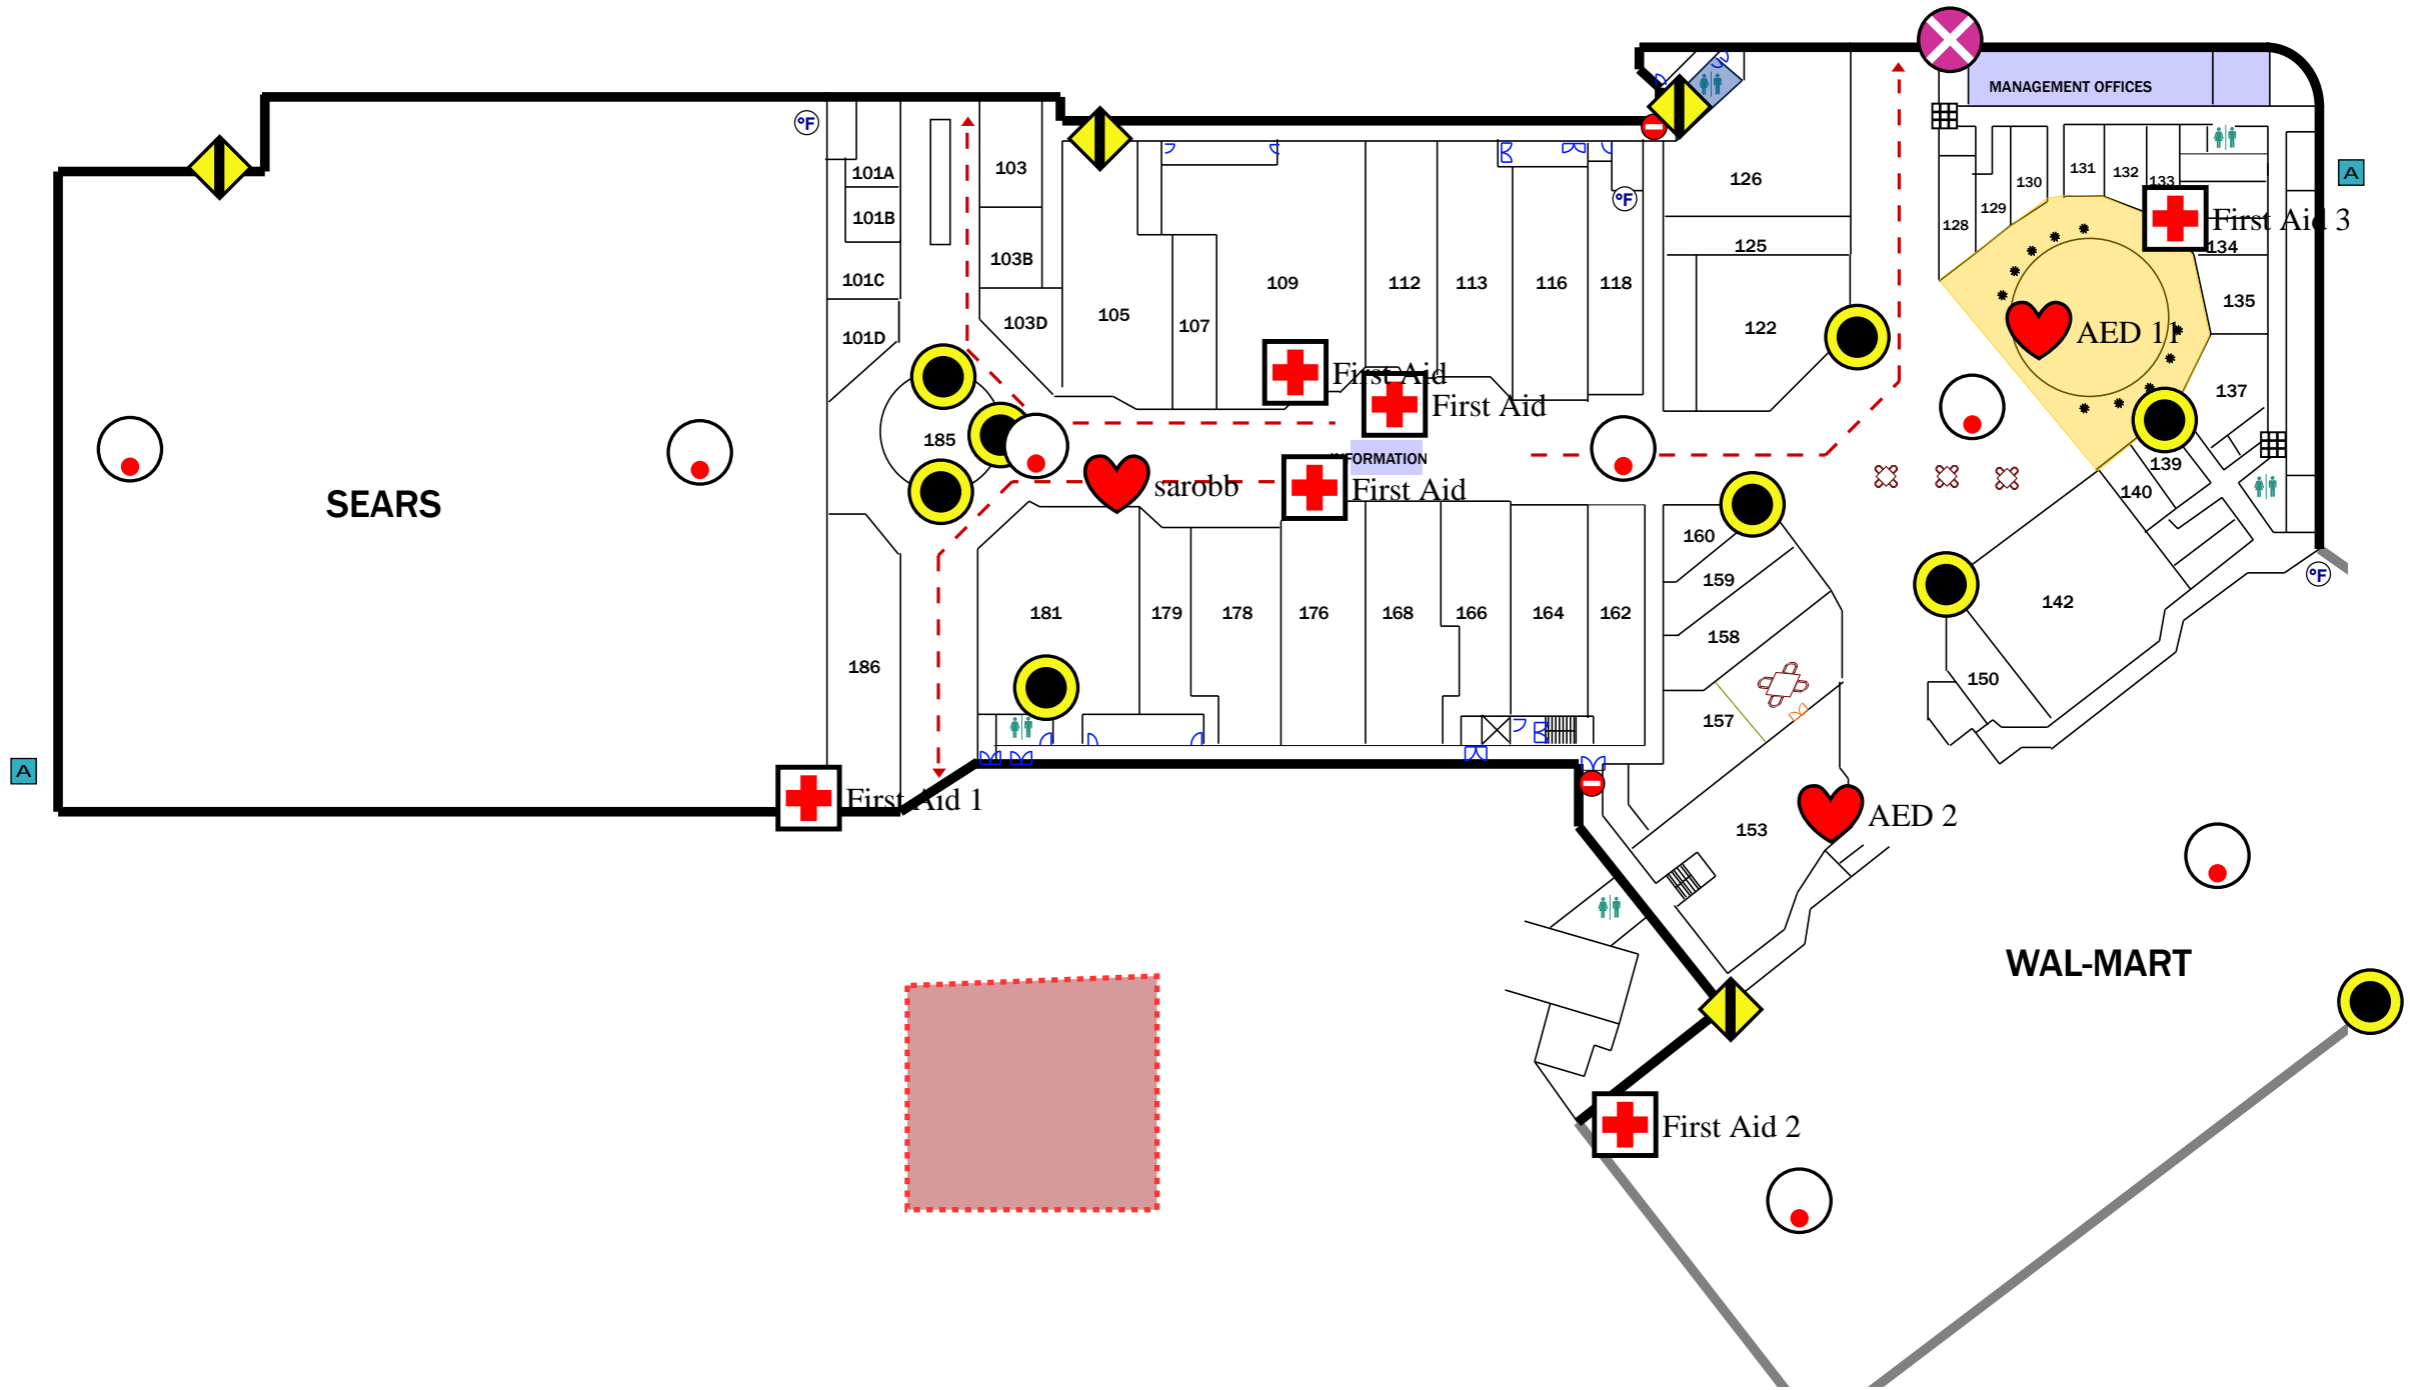 MANAGEMENT OFFICES
°F
101A
103
101B
103B
101C
103D
101D
105
107
109
112
113
116
118
°F
126
125
122
128
129
130
131
132
133
A
First Aid 3
134
135
AED 11
137
139
140
First Aid
First Aid
185
INFORMATION
sarobb
First Aid
SEARS
160
159
158
157
181
179
178
176
168
166
164
162
186
142
150
°F
A
First Aid 1
153
AED 2
WAL-MART
First Aid 2